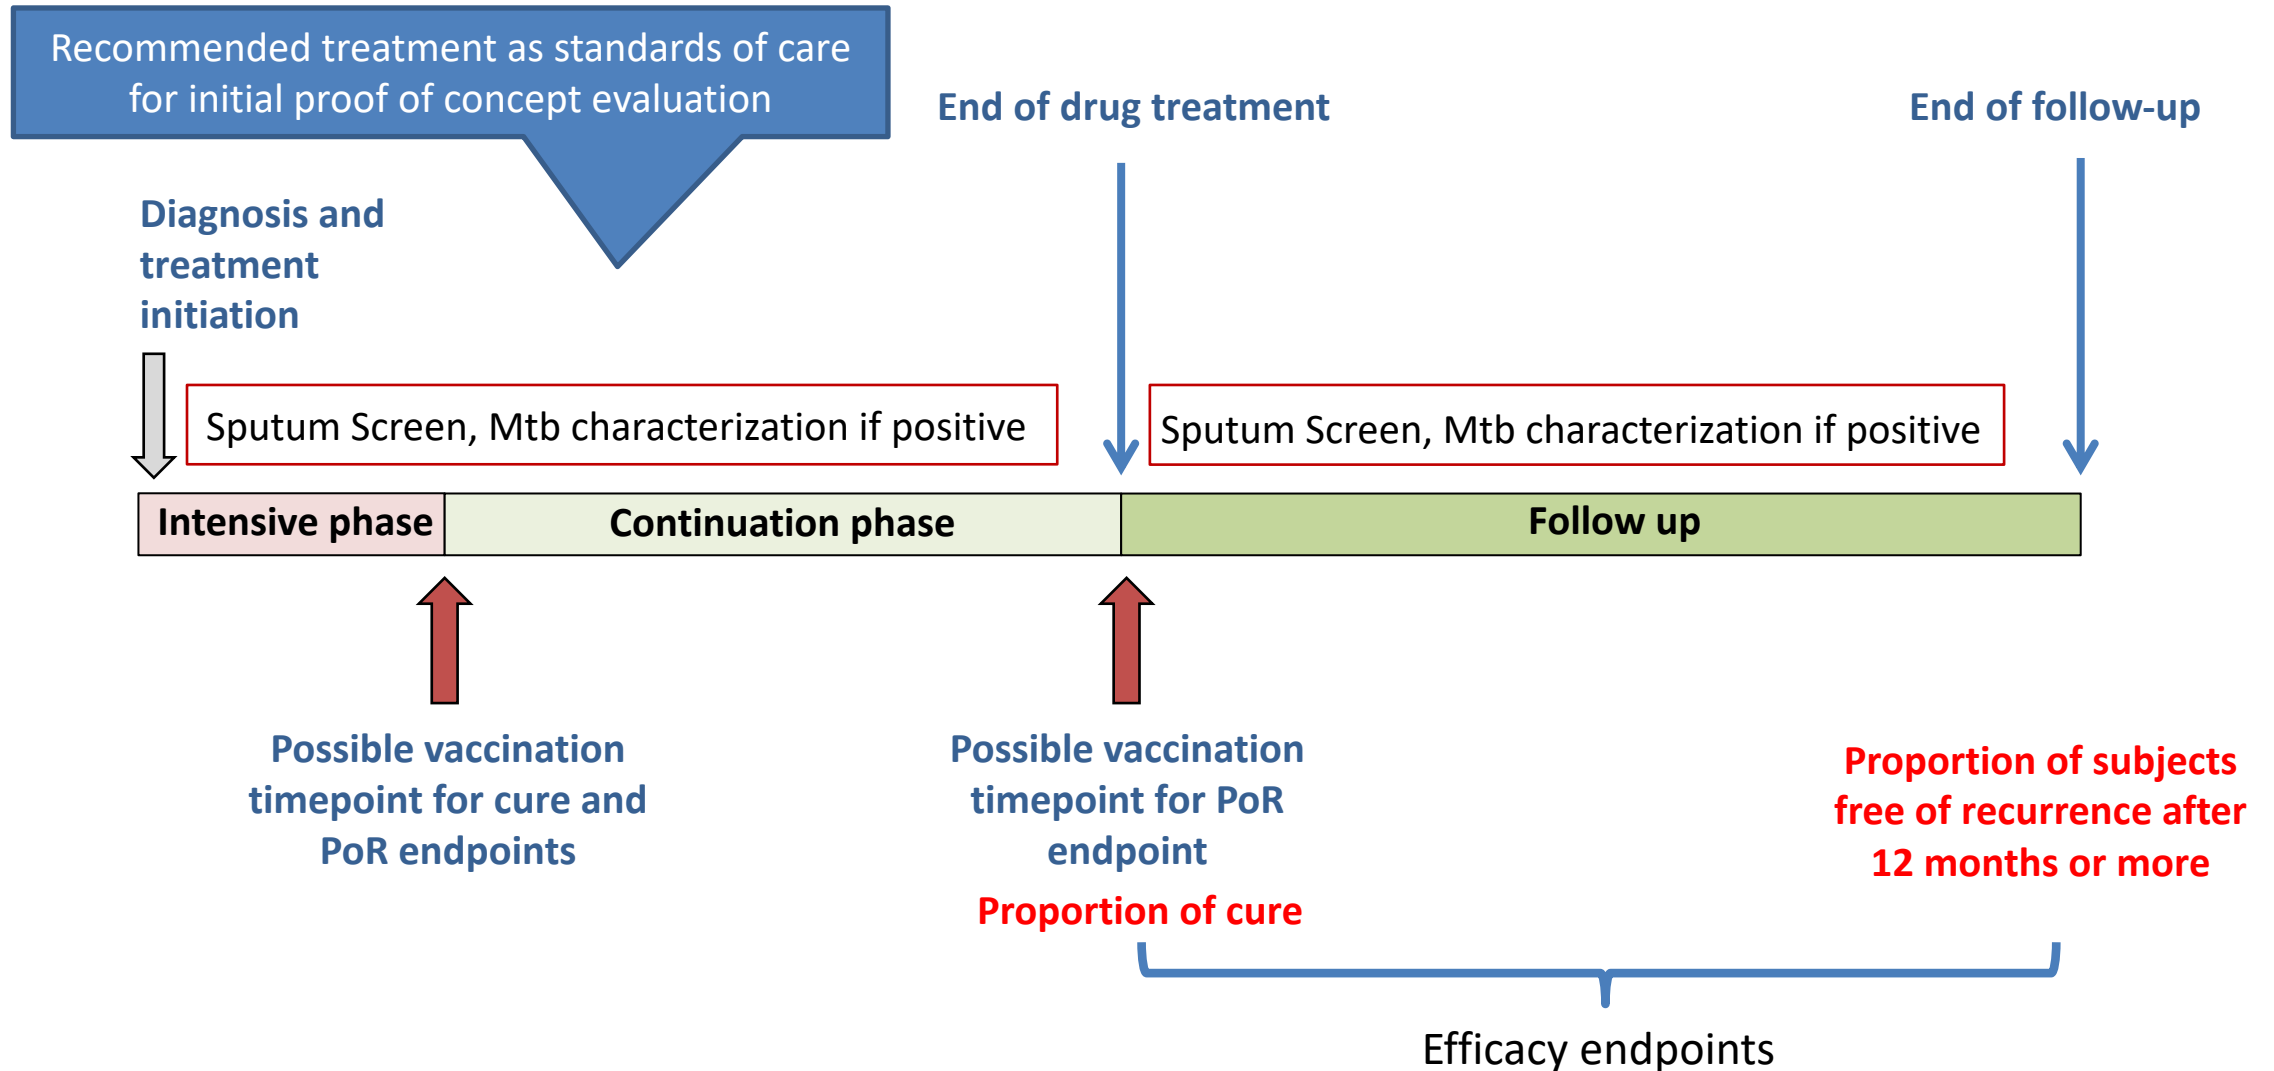 Recommended treatment as standards of care
for initial proof of concept evaluation
End of drug treatment
End of follow-up
Diagnosis and
treatment
initiation
Sputum Screen, Mtb characterization if positive
Sputum Screen, Mtb characterization if positive
Intensive phase
Continuation phase
Follow up
Possible vaccination
timepoint for cure and
PoR endpoints
Possible vaccination
timepoint for PoR
endpoint
Proportion of cure
Proportion of subjects
free of recurrence after
12 months or more
Efficacy endpoints